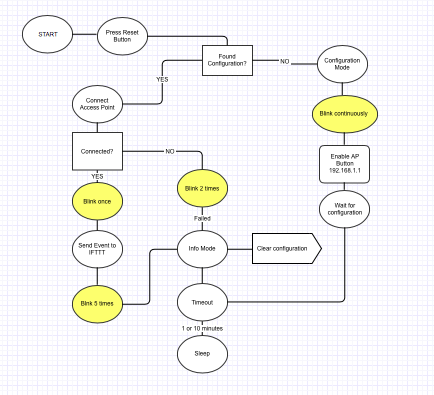 START
Press Reset
Button
Found
Configuration?
YES
NO
Configuration
Mode
Connect
Access Point
Blink continuously
Connected?
NO
Enable AP
Button
192.168.1.1
YES
Blink once
Blink 2 times
Wait for
configuration
Failed
Send Event to
IFTTT
Info Mode
Clear configuration
Blink 5 times
Timeout
1 or 10 minutes
Sleep